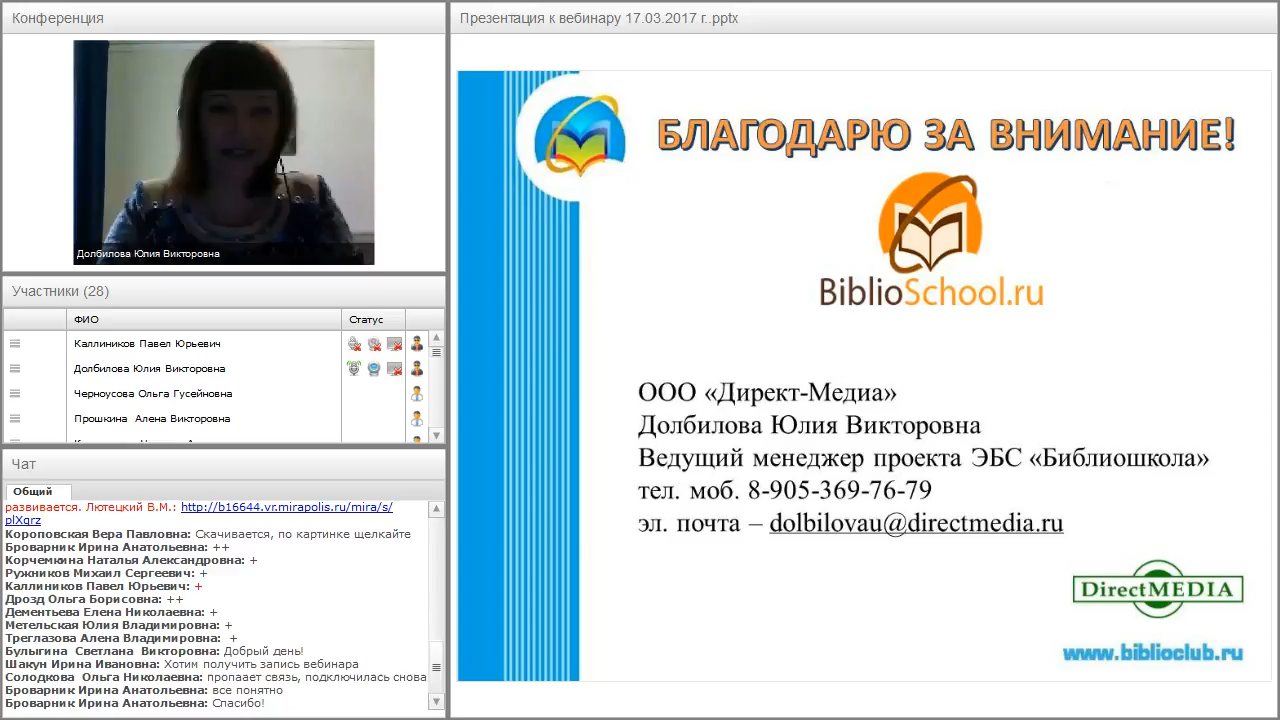 Конференция
Долбилова Юлия Викторовна
Участники (28)
ФИО
Статус
Каллиников Павел Юрьевич
Долбилова Юлия Викторовна
Черноусова Ольга Гусейновна
Прошкина Алена Викторовна
Чат
Общий
развивается. Лютецкий В.М.: http://b16644.vr.mirapolis.ru/mira/s/
plXqrz
Короповская Вера Павловна: Скачивается, по картинке щелкайте
Броварник Ирина Анатольевна: ++
Корчемкина Наталья Александровна: +
Ружников Михаил Сергеевич: +
Каллиников Павел Юрьевич: +
Дрозд Ольга Борисовна: ++
Дементьева Елена Николаевна: +
Метельская Юлия Владимировна: +
Треглазова Алена Владимировна: +
Булыгина Светлана Викторовна: Добрый день!
Шакун Ирина Ивановна: Хотим получить запись вебинара
Солодкова Ольга Николаевна: пропаает связь, подключилась снова
Броварник Ирина Анатольевна: все понятно
Броварник Ирина Анатольевна: Спасибо!
Презентация к вебинару 17.03.2017 г..pptx
БЛАГОДАРЮ ЗА ВНИМАНИЕ!
BiblioSchool.ru
ООО «Директ-Медиа»
Долбилова Юлия Викторовна
Ведущий менеджер проекта ЭБС «Библиошкола»
тел. моб. 8-905-369-76-79
эл. почта – dolbilovau@directmedia.ru
DirectMEDIA
www.biblioclub.ru